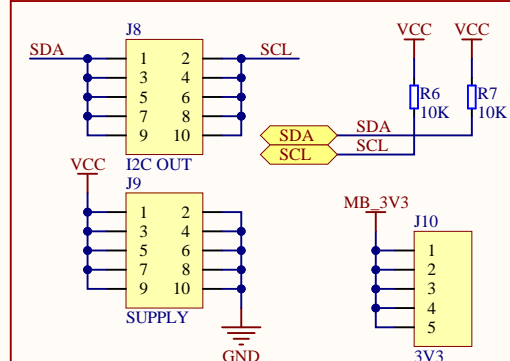 J8
SDA 1 2 SCL
3 4
5 6
7 8
9 10
I2C OUT
VCC VCC
R6 R7
10K 10K
SDA SDA
SCL SCL
VCC
J9
1 2
3 4
5 6
7 8
9 10
SUPPLY
GND
MB_3V3
J10
1
2
3
4
5
3V3